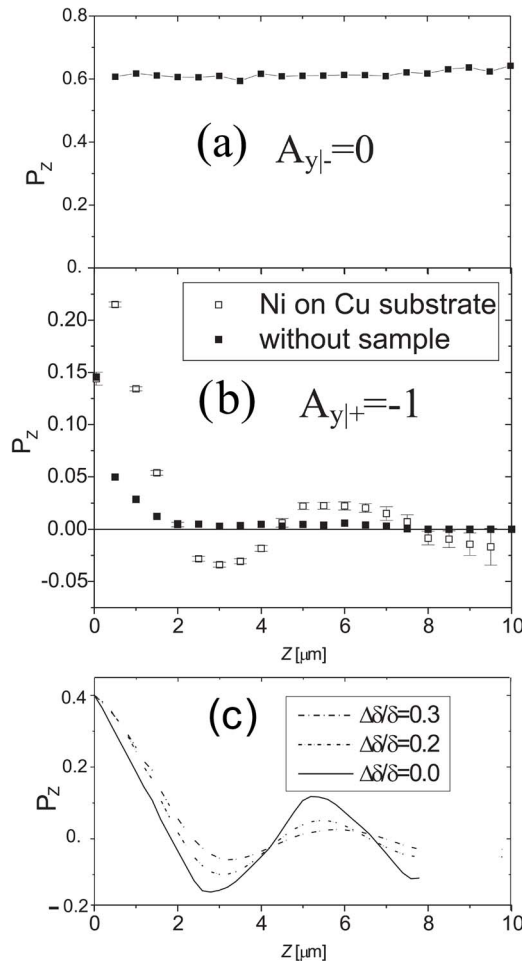 0.8
0.6
0.4
0.2
0.
P_z
(a) A_y|-=0
Ni on Cu substrate
without sample
0.20
0.15
0.10
0.05
0.00
-0.05
P_z
(b) A_y|+=-1
0 2 4 6 8 10
Z [μm]
(c)
Δδ/δ=0.3
Δδ/δ=0.2
Δδ/δ=0.0
0.4
0.2
0
-0.2
P_z
0 2 4 6 8 10
Z [μm]